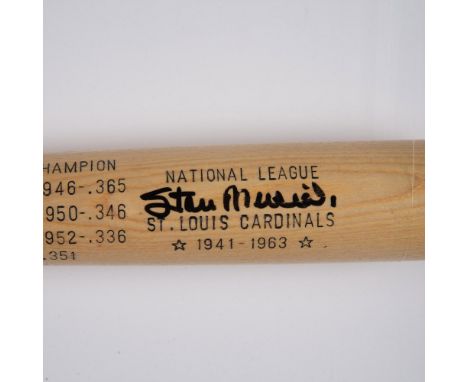 HAMPION
946-.365
950-.346
952-.336
.351
NATIONAL LEAGUE
Stan Musial
ST. LOUIS CARDINALS
☆ 1941-1963 ☆